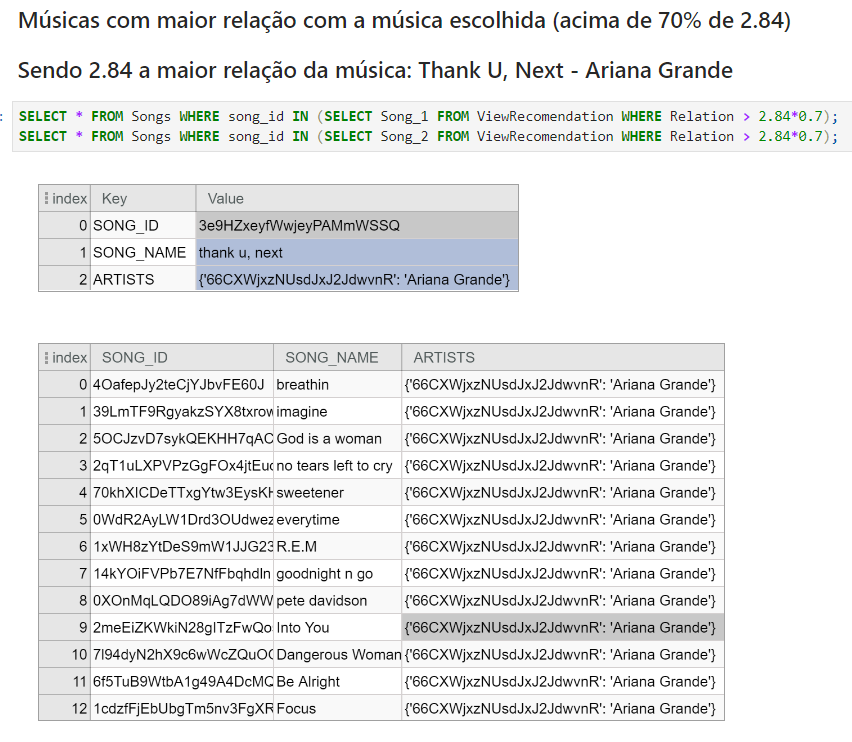 Músicas com maior relação com a música escolhida (acima de 70% de 2.84)
Sendo 2.84 a maior relação da música: Thank U, Next - Ariana Grande
: SELECT * FROM Songs WHERE song_id IN (SELECT Song_1 FROM ViewRecomendation WHERE Relation > 2.84*0.7);
SELECT * FROM Songs WHERE song_id IN (SELECT Song_2 FROM ViewRecomendation WHERE Relation > 2.84*0.7);
index Key Value
0 SONG_ID 3e9HZxeyfWwjeyPAMmWSSQ
1 SONG_NAME thank u, next
2 ARTISTS {'66CXWjxzNUsdJxJ2JdwvnR': 'Ariana Grande'}
index SONG_ID SONG_NAME ARTISTS
0 4OafepJy2teCjYJbvFE60J breathin {'66CXWjxzNUsdJxJ2JdwvnR': 'Ariana Grande'}
1 39LmTF9RgyakzSYX8txrow imagine {'66CXWjxzNUsdJxJ2JdwvnR': 'Ariana Grande'}
2 5OCJzvD7sykQEKHH7qAC God is a woman {'66CXWjxzNUsdJxJ2JdwvnR': 'Ariana Grande'}
3 2qT1uLXPVPzGgFOx4jtEuc no tears left to cry {'66CXWjxzNUsdJxJ2JdwvnR': 'Ariana Grande'}
4 70khXICDeTTxgYtw3EysKH sweetener {'66CXWjxzNUsdJxJ2JdwvnR': 'Ariana Grande'}
5 0WdR2AyLW1Drd3OUdwez everytime {'66CXWjxzNUsdJxJ2JdwvnR': 'Ariana Grande'}
6 1xWH8zYtDeS9mW1JJG23 R.E.M {'66CXWjxzNUsdJxJ2JdwvnR': 'Ariana Grande'}
7 14kYOiFVPb7E7NfFbqhdln goodnight n go {'66CXWjxzNUsdJxJ2JdwvnR': 'Ariana Grande'}
8 0XOnMqLQDO89iAg7dWW pete davidson {'66CXWjxzNUsdJxJ2JdwvnR': 'Ariana Grande'}
9 2meEiZKWkiN28gITzFwQo Into You {'66CXWjxzNUsdJxJ2JdwvnR': 'Ariana Grande'}
10 7l94dyN2hX9c6wWcZQuOC Dangerous Woman {'66CXWjxzNUsdJxJ2JdwvnR': 'Ariana Grande'}
11 6f5TuB9WtbA1g49A4DcMQ Be Alright {'66CXWjxzNUsdJxJ2JdwvnR': 'Ariana Grande'}
12 1cdzfFjEbUbgTm5nv3FgXR Focus {'66CXWjxzNUsdJxJ2JdwvnR': 'Ariana Grande'}